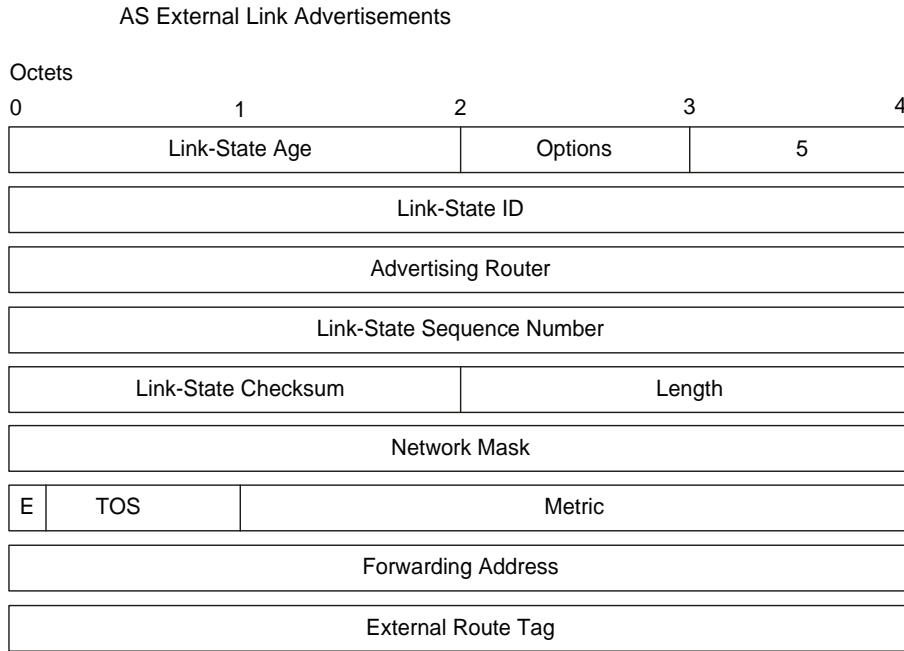 AS External Link Advertisements
Octets
0 1 2 3 4
Link-State Age Options 5
Link-State ID
Advertising Router
Link-State Sequence Number
Link-State Checksum Length
Network Mask
E TOS Metric
Forwarding Address
External Route Tag